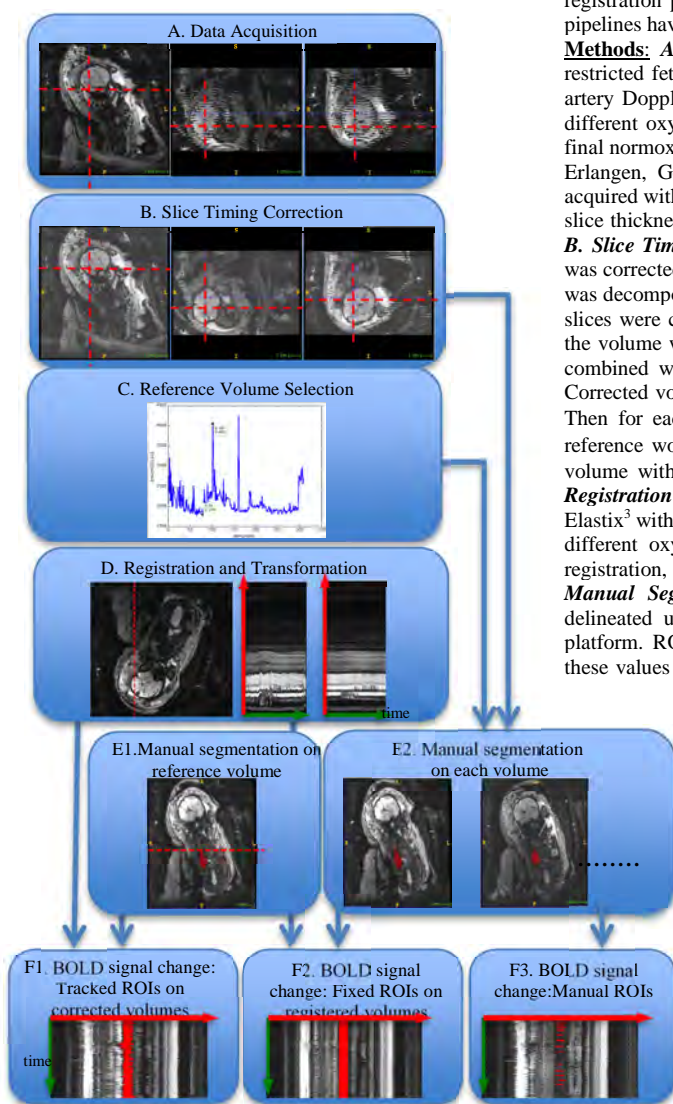 A. Data Acquisition
B. Slice Timing Correction
C. Reference Volume Selection
D. Registration and Transformation
time
E1.Manual segmentation on
reference volume
E2. Manual segmentation
on each volume
........
F1. BOLD signal change:
Tracked ROIs on
corrected volumes
time
F2. BOLD signal
change: Fixed ROIs on
registered volumes
F3. BOLD signal
change:Manual ROIs
registration p
pipelines hav
Methods: A
restricted fet
artery Doppl
different oxy
final normox
Erlangen, G
acquired with
slice thicknes
B. Slice Tim
was corrected
was decompo
slices were c
the volume w
combined w
Corrected vo
Then for eac
reference wo
volume with
Registration
Elastix³ with
different oxy
registration,
Manual Seg
delineated u
platform. RO
these values